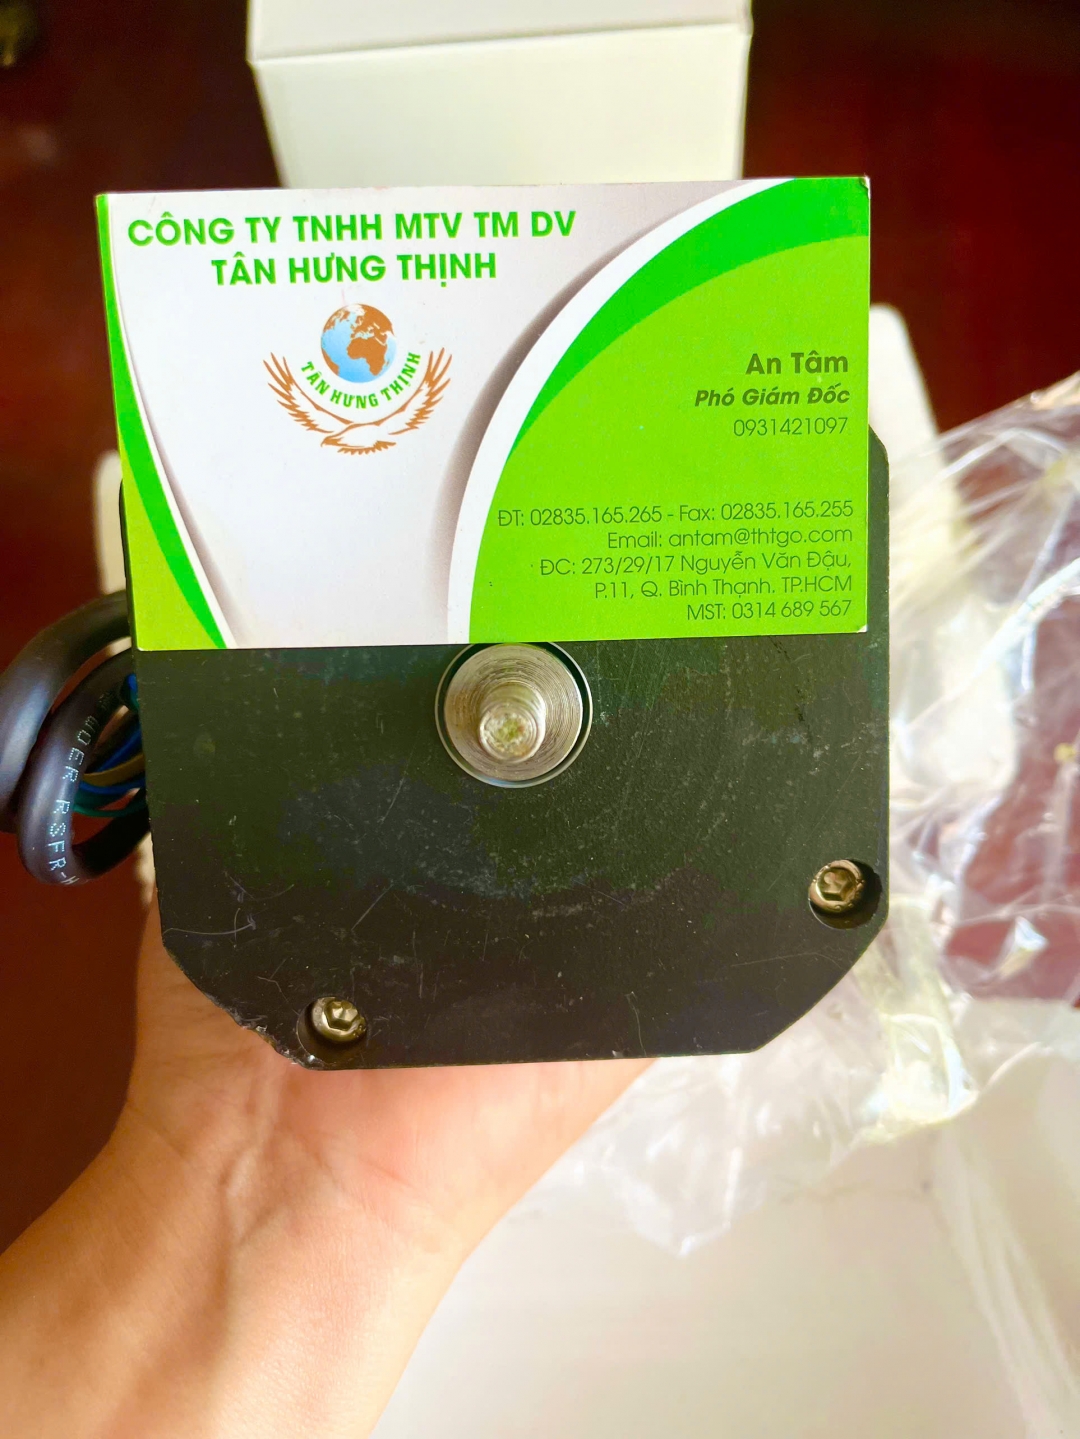 CÔNG TY TNHH MTV TM DV
TÂN HƯNG THỊNH
TÂN HƯNG THỊNH
An Tâm
Phó Giám Đốc
0931421097
ĐT: 02835.165.265 - Fax: 02835.165.255
Email: antam@thtgo.com
ĐC: 273/29/17 Nguyễn Văn Đậu,
P.11, Q. Bình Thạnh. TP.HCM
MST: 0314 689 567
RSFR-